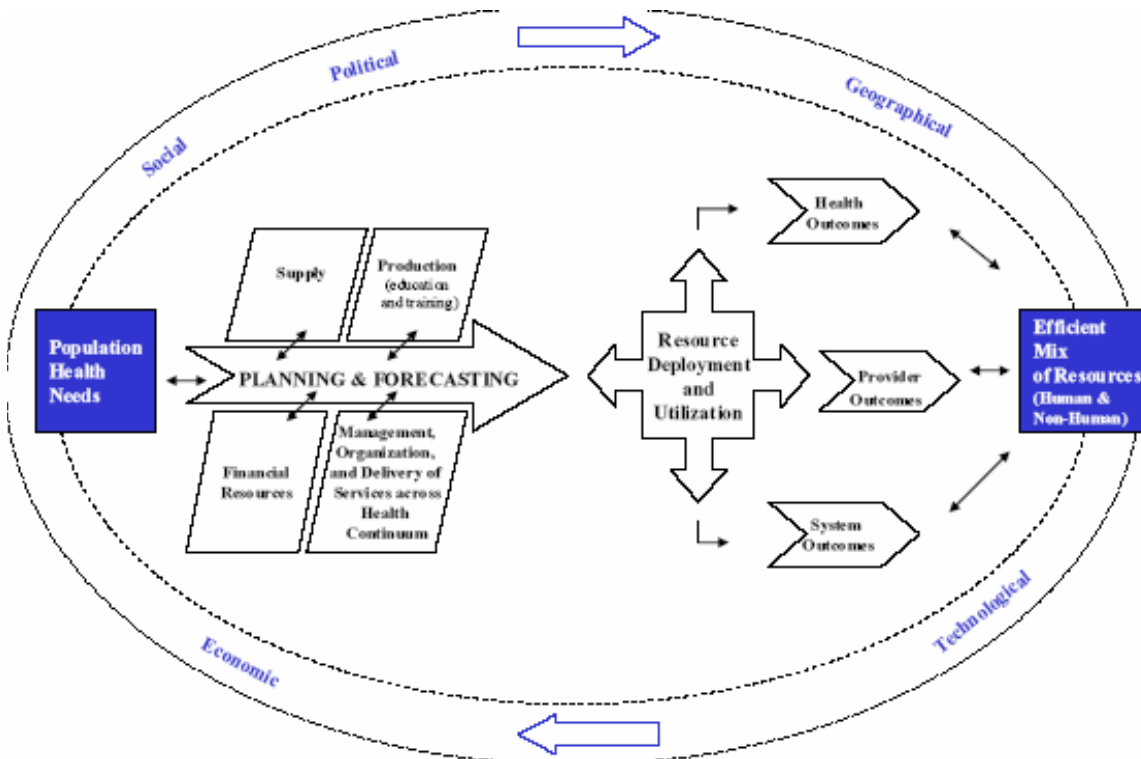 Political
Social
Geographical
Supply
Production
(education
and training)
Population
Health
Needs
PLANNING & FORECASTING
Financial
Resources
Management,
Organization,
and Delivery of
Services across
Health
Continuum
Resource
Deployment
and
Utilization
Health
Outcomes
Provider
Outcomes
System
Outcomes
Efficient
Mix
of Resources
(Human &
Non-Human)
Economic
Technological